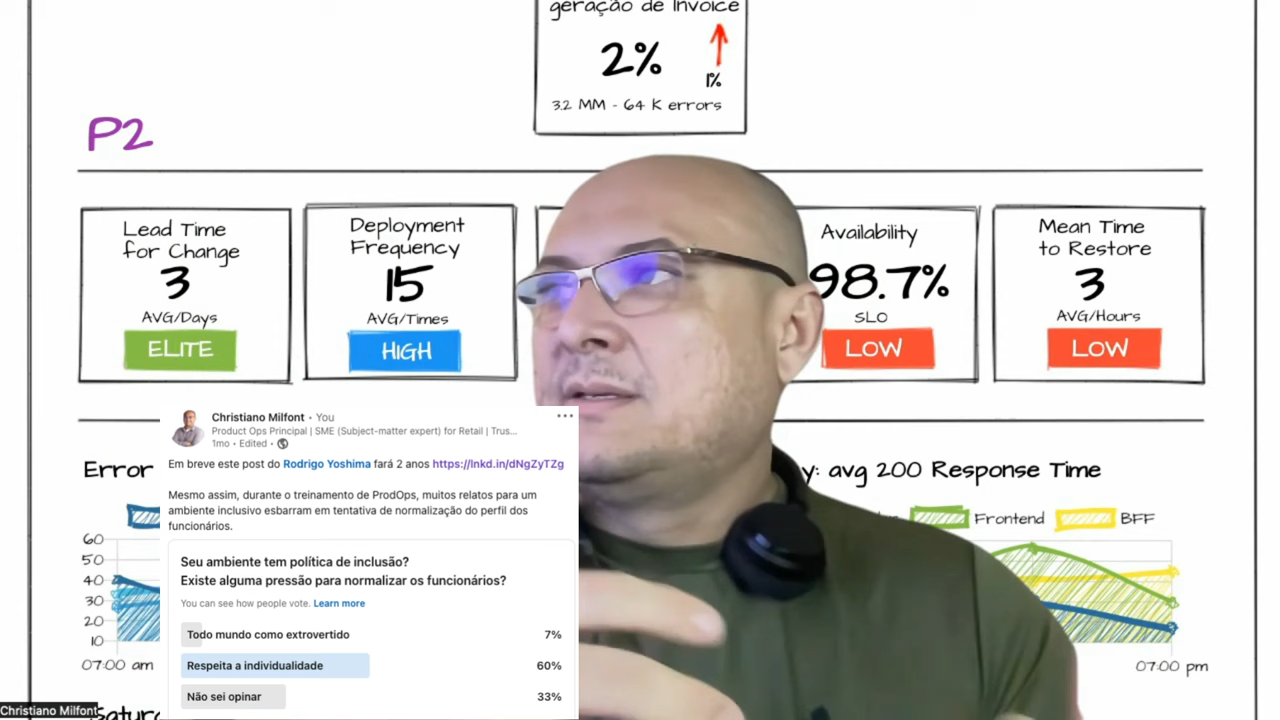 geração de Invoice
2%
1%
3.2 MM - 64 K errors
P2
Lead Time
for Change
3
AVG/Days
ELITE
Deployment
Frequency
15
AVG/Times
HIGH
Availability
98.7%
SLO
LOW
Mean Time
to Restore
3
AVG/Hours
LOW
Christiano Milfont • You
Product Ops Principal | SME (Subject-matter expert) for Retail | Trus...
1mo • Edited •
Em breve este post do Rodrigo Yoshima fará 2 anos https://lnkd.in/dNgZyTZg
Mesmo assim, durante o treinamento de ProdOps, muitos relatos para um
ambiente inclusivo esbarram em tentativa de normalização do perfil dos
funcionários.
Seu ambiente tem política de inclusão?
Existe alguma pressão para normalizar os funcionários?
You can see how people vote. Learn more
Todo mundo como extrovertido 7%
Respeita a individualidade 60%
Não sei opinar 33%
Error
60
50
40
30
20
10
07:00 am
y: avg 200 Response Time
Frontend
BFF
07:00 pm
Christiano Milfont